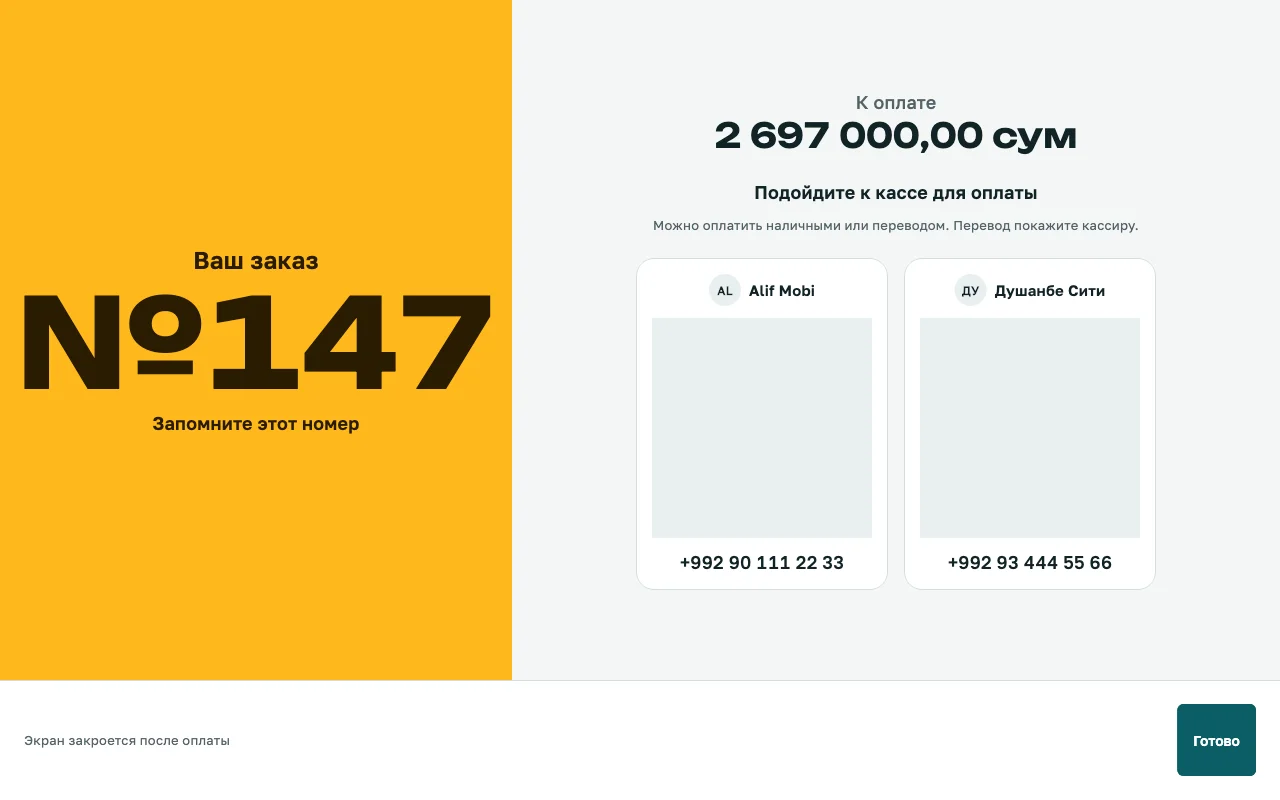 Ваш заказ
№147
Запомните этот номер
К оплате
2 697 000,00 сум
Подойдите к кассе для оплаты
Можно оплатить наличными или переводом. Перевод покажите кассиру.
AL Alif Mobi
+992 90 111 22 33
ДУ Душанбе Сити
+992 93 444 55 66
Экран закроется после оплаты
Готово